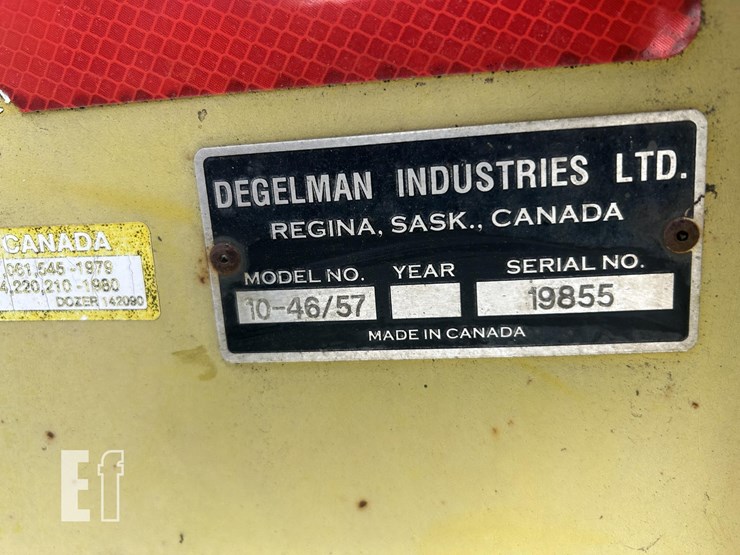 DEGELMAN INDUSTRIES LTD.
REGINA, SASK., CANADA
MODEL NO. YEAR SERIAL NO.
10-46/57 19855
MADE IN CANADA
CANADA
061,545 -1979
4,220,210 -1980
DOZER 142090
Ef